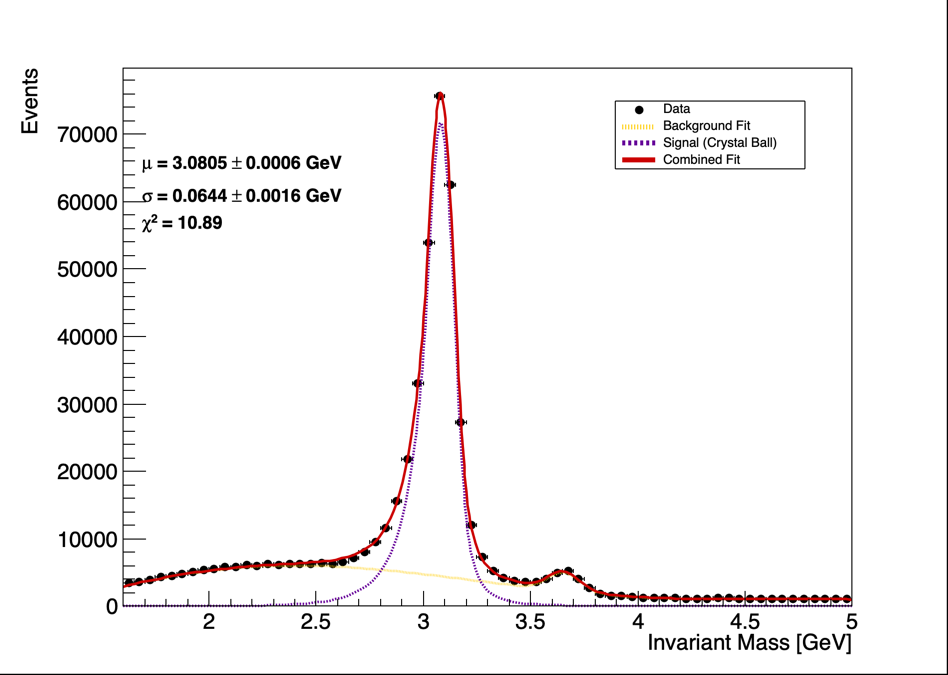 Events
70000
60000
50000
40000
30000
20000
10000
0
μ = 3.0805 ± 0.0006 GeV
σ = 0.0644 ± 0.0016 GeV
χ² = 10.89
Data
Background Fit
Signal (Crystal Ball)
Combined Fit
2 2.5 3 3.5 4 4.5 5
Invariant Mass [GeV]